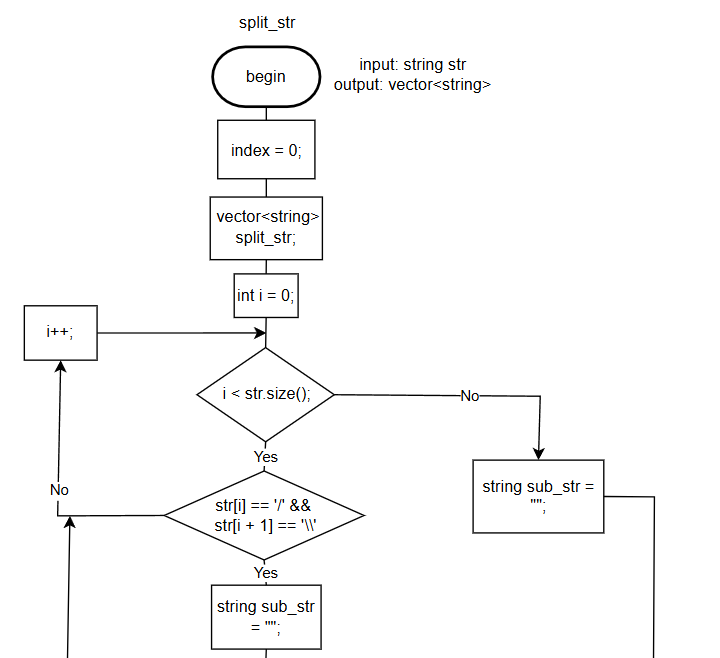 split_str
begin
input: string str
output: vector<string>
index = 0;
vector<string>
split_str;
int i = 0;
i++;
i < str.size();
No
Yes
string sub_str =
"";
No
str[i] == '/' &&
str[i + 1] == '\\'
Yes
string sub_str
= "";